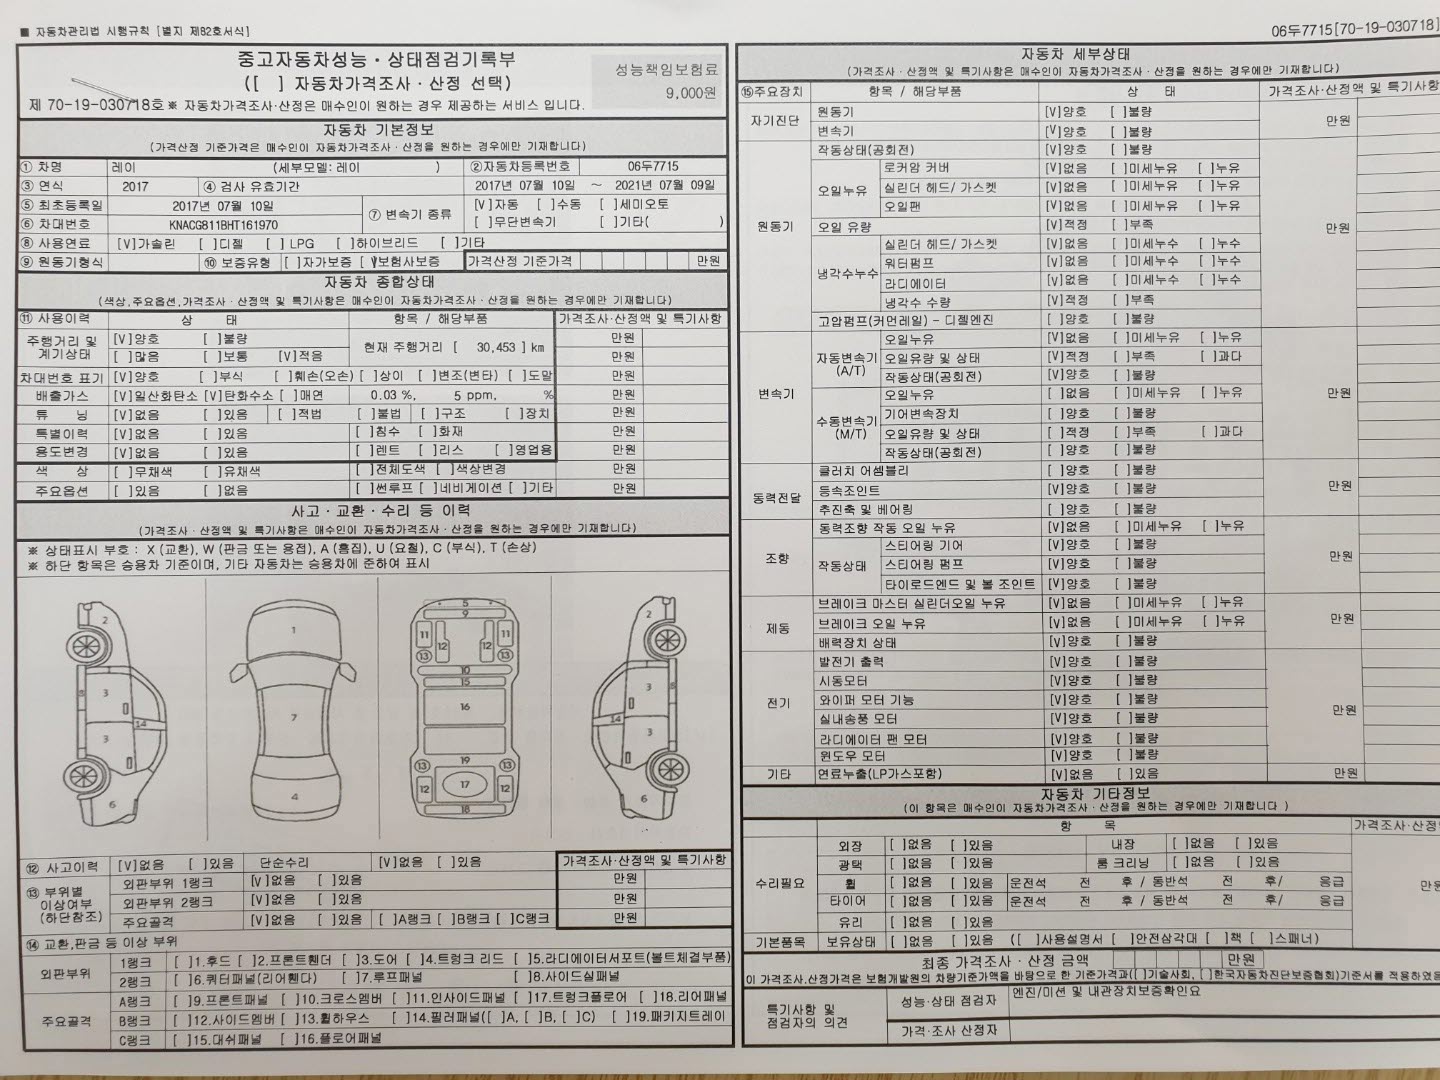 ■ 자동차관리법 시행규칙 [별지 제82호서식]
중고자동차성능·상태점검기록부
([ ] 자동차가격조사·산정 선택)
성능책임보험료
9,000원
제 70-19-030718호 ※ 자동차가격조사·산정은 매수인이 원하는 경우 제공하는 서비스 입니다.
자동차 기본정보
(가격산정 기준가격은 매수인이 자동차가격조사·산정을 원하는 경우에만 기재합니다)
① 차명 레이 (세부모델: 레이 ) ②자동차등록번호 06두7715
③ 연식 2017 ④ 검사 유효기간 2017년 07월 10일 ~ 2021년 07월 09일
⑤ 최초등록일 2017년 07월 10일 ⑦ 변속기 종류 [V]자동 [ ]수동 [ ]세미오토
⑥ 차대번호 KNACG811BHT161970 [ ]무단변속기 [ ]기타( )
⑧ 사용연료 [V]가솔린 [ ]디젤 [ ] LPG [ ]하이브리드 [ ]기타
⑨ 원동기형식 ⑩ 보증유형 [ ]자가보증 [V]보험사보증 가격산정 기준가격 만원
자동차 종합상태
(색상,주요옵션,가격조사·산정액 및 특기사항은 매수인이 자동차가격조사·산정을 원하는 경우에만 기재합니다)
⑪ 사용이력 상 태 항목 / 해당부품 가격조사·산정액 및 특기사항
주행거리 및 계기상태 [V]양호 [ ]불량 현재 주행거리 [ 30,453 ] km 만원
[ ]많음 [ ]보통 [V]적음 만원
차대번호 표기 [V]양호 [ ]부식 [ ]훼손(오손) [ ]상이 [ ]변조(변타) [ ]도말 만원
배출가스 [V]일산화탄소 [V]탄화수소 [ ]매연 0.03 %, 5 ppm, % 만원
튜 닝 [V]없음 [ ]있음 [ ]적법 [ ]불법 [ ]구조 [ ]장치 만원
특별이력 [V]없음 [ ]있음 [ ]침수 [ ]화재 만원
용도변경 [V]없음 [ ]있음 [ ]렌트 [ ]리스 [ ]영업용 만원
색 상 [ ]무채색 [ ]유채색 [ ]전체도색 [ ]색상변경 만원
주요옵션 [ ]있음 [ ]없음 [ ]썬루프 [ ]네비게이션 [ ]기타 만원
사고·교환·수리 등 이력
(가격조사·산정액 및 특기사항은 매수인이 자동차가격조사·산정을 원하는 경우에만 기재합니다)
※ 상태표시 부호 : X (교환), W (판금 또는 용접), A (흠집), U (요철), C (부식), T (손상)
※ 하단 항목은 승용차 기준이며, 기타 자동차는 승용차에 준하여 표시
2 8 3 14 3 6
1 7 4
5 9 11 12 12 11 13 13 10 15 16 19 13 13 12 17 12 18
2 3 8 14 3 6
⑫ 사고이력 [V]없음 [ ]있음 단순수리 [V]없음 [ ]있음 가격조사·산정액 및 특기사항
⑬ 부위별 이상여부 (하단참조) 외판부위 1랭크 [V]없음 [ ]있음 만원
외판부위 2랭크 [V]없음 [ ]있음 만원
주요골격 [V]없음 [ ]있음 [ ]A랭크 [ ]B랭크 [ ]C랭크 만원
⑭ 교환,판금 등 이상 부위
외판부위 1랭크 [ ]1.후드 [ ]2.프론트휀더 [ ]3.도어 [ ]4.트렁크 리드 [ ]5.라디에이터서포트(볼트체결부품)
2랭크 [ ]6.쿼터패널(리어휀다) [ ]7.루프패널 [ ]8.사이드실패널
주요골격 A랭크 [ ]9.프론트패널 [ ]10.크로스멤버 [ ]11.인사이드패널 [ ]17.트렁크플로어 [ ]18.리어패널
B랭크 [ ]12.사이드멤버 [ ]13.휠하우스 [ ]14.필러패널([ ]A, [ ]B, [ ]C) [ ]19.패키지트레이
C랭크 [ ]15.대쉬패널 [ ]16.플로어패널
06두7715[70-19-030718]
자동차 세부상태
(가격조사·산정액 및 특기사항은 매수인이 자동차가격조사·산정을 원하는 경우에만 기재합니다)
⑮주요장치 항목 / 해당부품 상 태 가격조사·산정액 및 특기사항
자기진단 원동기 [V]양호 [ ]불량 만원
변속기 [V]양호 [ ]불량
원동기 작동상태(공회전) [V]양호 [ ]불량 만원
오일누유 로커암 커버 [V]없음 [ ]미세누유 [ ]누유
실린더 헤드/ 가스켓 [V]없음 [ ]미세누유 [ ]누유
오일팬 [V]없음 [ ]미세누유 [ ]누유
오일 유량 [V]적정 [ ]부족
냉각수누수 실린더 헤드/ 가스켓 [V]없음 [ ]미세누수 [ ]누수
워터펌프 [V]없음 [ ]미세누수 [ ]누수
라디에이터 [V]없음 [ ]미세누수 [ ]누수
냉각수 수량 [V]적정 [ ]부족
고압펌프(커먼레일) - 디젤엔진 [ ]양호 [ ]불량
변속기 자동변속기 (A/T) 오일누유 [V]없음 [ ]미세누유 [ ]누유 만원
오일유량 및 상태 [V]적정 [ ]부족 [ ]과다
작동상태(공회전) [V]양호 [ ]불량
수동변속기 (M/T) 오일누유 [ ]없음 [ ]미세누유 [ ]누유
기어변속장치 [ ]양호 [ ]불량
오일유량 및 상태 [ ]적정 [ ]부족 [ ]과다
작동상태(공회전) [ ]양호 [ ]불량
동력전달 클러치 어셈블리 [ ]양호 [ ]불량 만원
등속조인트 [V]양호 [ ]불량
추진축 및 베어링 [V]양호 [ ]불량
조향 동력조향 작동 오일 누유 [V]없음 [ ]미세누유 [ ]누유 만원
작동상태 스티어링 기어 [V]양호 [ ]불량
스티어링 펌프 [V]양호 [ ]불량
타이로드엔드 및 볼 조인트 [V]양호 [ ]불량
제동 브레이크 마스터 실린더오일 누유 [V]없음 [ ]미세누유 [ ]누유 만원
브레이크 오일 누유 [V]없음 [ ]미세누유 [ ]누유
배력장치 상태 [V]양호 [ ]불량
전기 발전기 출력 [V]양호 [ ]불량 만원
시동모터 [V]양호 [ ]불량
와이퍼 모터 기능 [V]양호 [ ]불량
실내송풍 모터 [V]양호 [ ]불량
라디에이터 팬 모터 [V]양호 [ ]불량
윈도우 모터 [V]양호 [ ]불량
기타 연료누출(LP가스포함) [V]없음 [ ]있음 만원
자동차 기타정보
(이 항목은 매수인이 자동차가격조사·산정을 원하는 경우에만 기재합니다 )
항 목 가격조사·산정
수리필요 외장 [ ]없음 [ ]있음 내장 [ ]없음 [ ]있음
광택 [ ]없음 [ ]있음 룸 크리닝 [ ]없음 [ ]있음
휠 [ ]없음 [ ]있음 운전석 전 후 / 동반석 전 후/ 응급
타이어 [ ]없음 [ ]있음 운전석 전 후 / 동반석 전 후/ 응급
유리 [ ]없음 [ ]있음
기본품목 보유상태 [ ]없음 [ ]있음 ([ ]사용설명서 [ ]안전삼각대 [ ]잭 [ ]스패너)
최종 가격조사·산정 금액 만원
이 가격조사.산정가격은 보험개발원의 차량기준가액을 바탕으로 한 기준가격과([ ]기술사회, [ ]한국자동차진단보증협회)기준서를 적용하였음
특기사항 및 점검자의 의견 성능·상태 점검자 엔진/미션 및 내관장치보증확인요
가격·조사 산정자